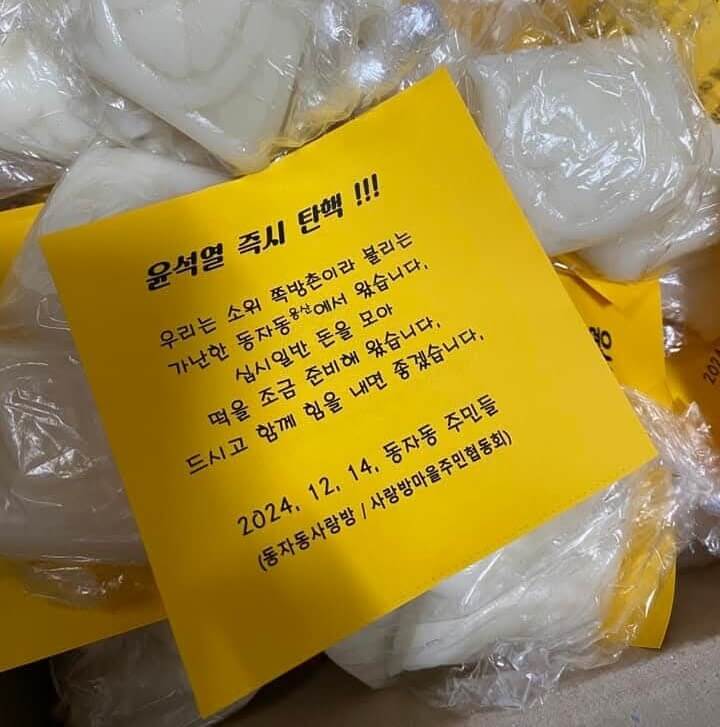 윤석열 즉시 탄핵 !!!
우리는 소위 쪽방촌이라 불리는
가난한 동자동용산에서 왔습니다.
십시일반 돈을 모아
떡을 조금 준비해 왔습니다.
드시고 함께 힘을 내면 좋겠습니다.
2024. 12. 14. 동자동 주민들
(동자동사랑방 / 사랑방마을주민협동회)